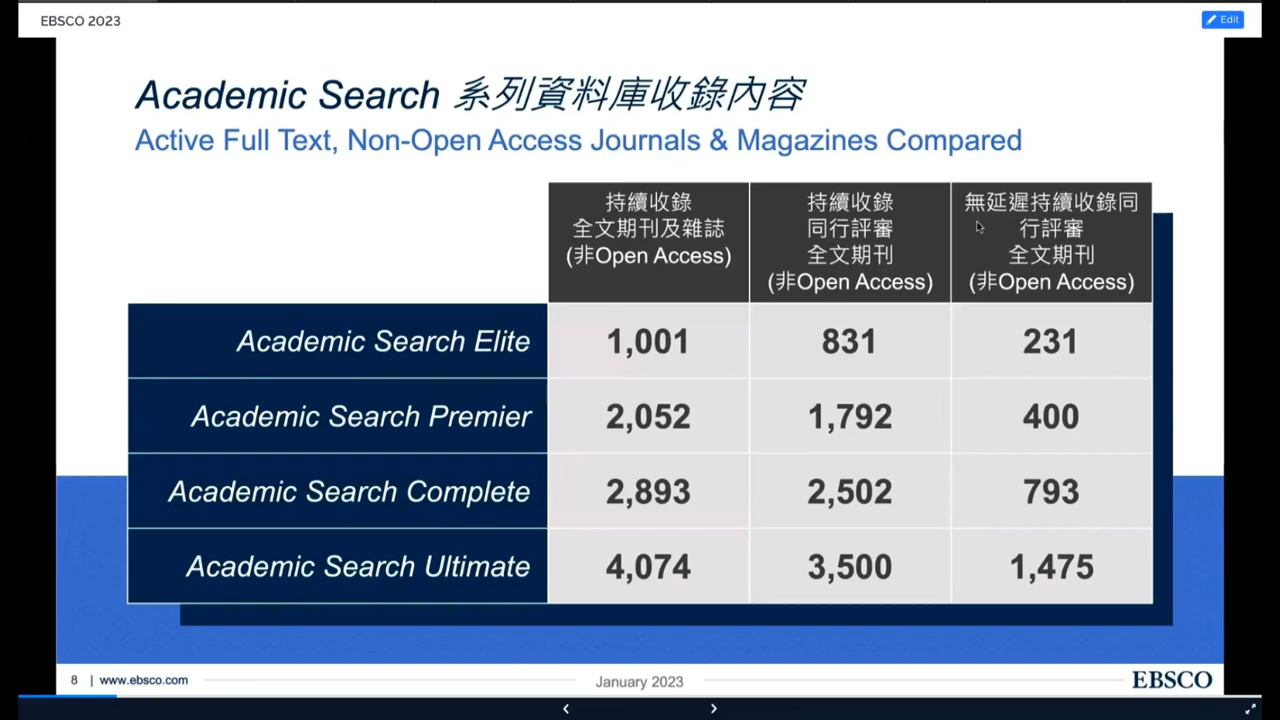 EBSCO 2023
Edit
Academic Search 系列資料庫收錄內容
Active Full Text, Non-Open Access Journals & Magazines Compared
持續收錄
全文期刊及雜誌
(非Open Access)
持續收錄
同行評審
全文期刊
(非Open Access)
無延遲持續收錄同
行評審
全文期刊
(非Open Access)
Academic Search Elite 1,001 831 231
Academic Search Premier 2,052 1,792 400
Academic Search Complete 2,893 2,502 793
Academic Search Ultimate 4,074 3,500 1,475
8 | www.ebsco.com January 2023 EBSCO